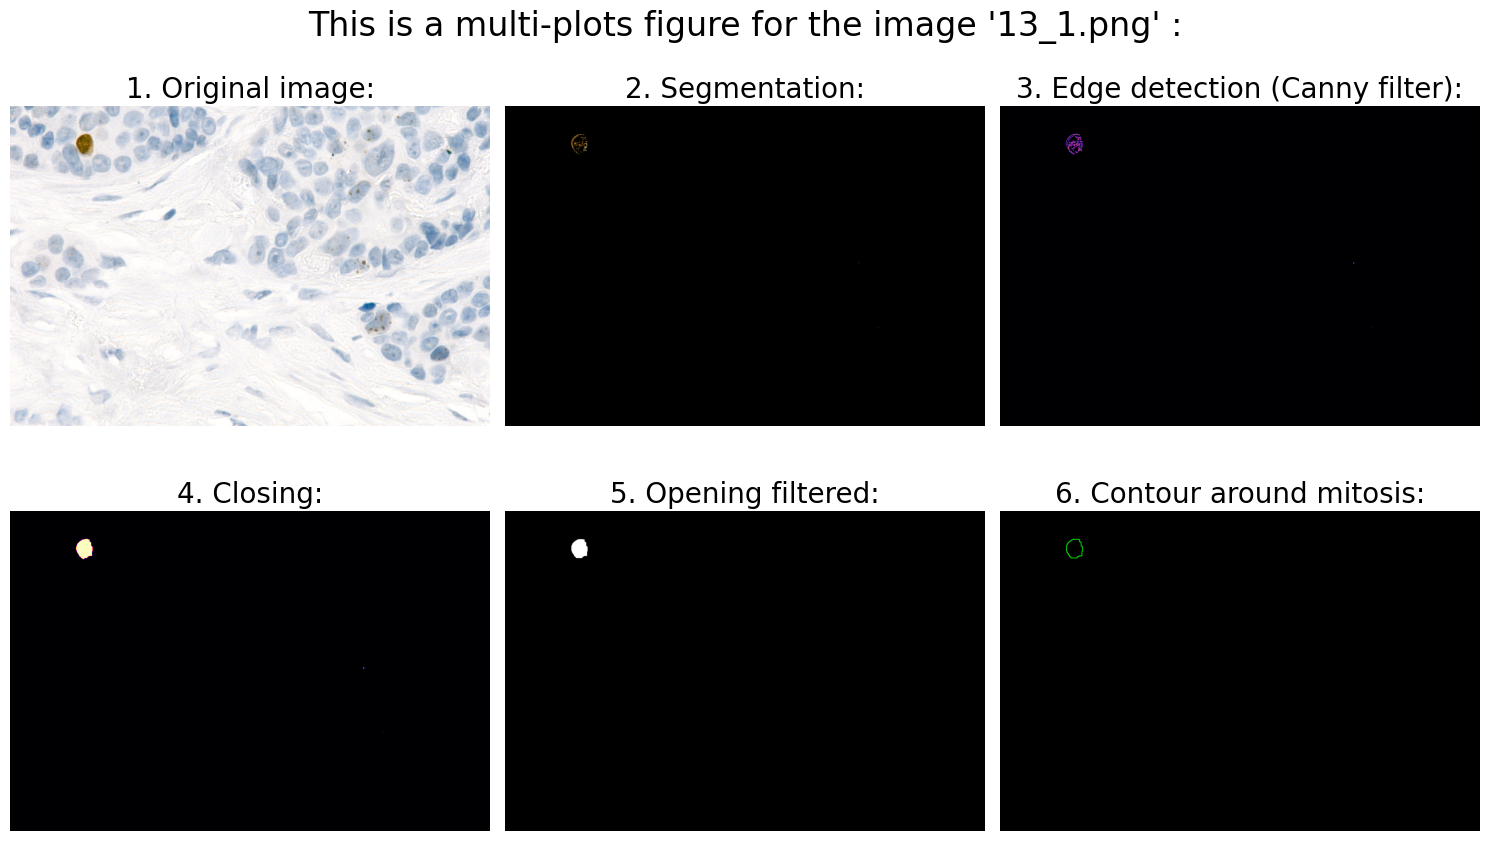 This is a multi-plots figure for the image '13_1.png' :
1. Original image:
2. Segmentation:
3. Edge detection (Canny filter):
4. Closing:
5. Opening filtered:
6. Contour around mitosis: